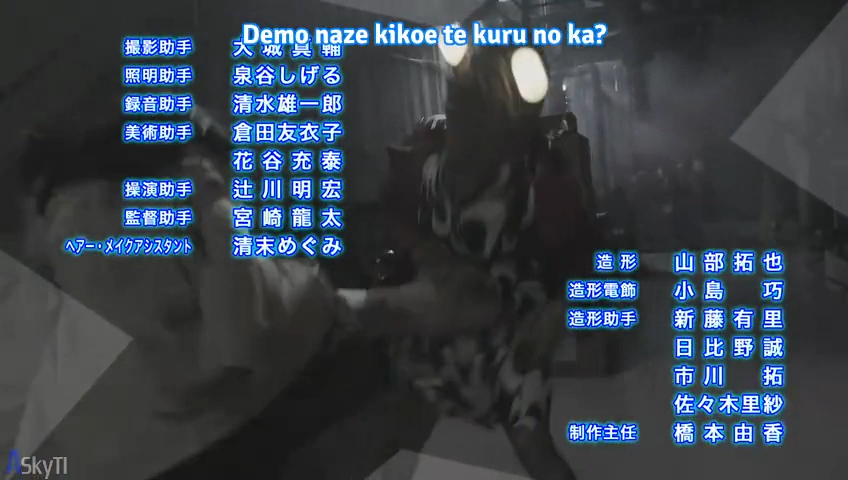 Demo naze kikoe te kuru no ka?
撮影助手 大城真輔
照明助手 泉谷しげる
録音助手 清水雄一郎
美術助手 倉田友衣子
花谷充泰
操演助手 辻川明宏
監督助手 宮崎龍太
ヘアー・メイクアシスタント 清末めぐみ
造形 山部拓也
造形電飾 小島 巧
造形助手 新藤有里
日比野誠
市川 拓
佐々木里紗
制作主任 橋本由香
ASkyTI